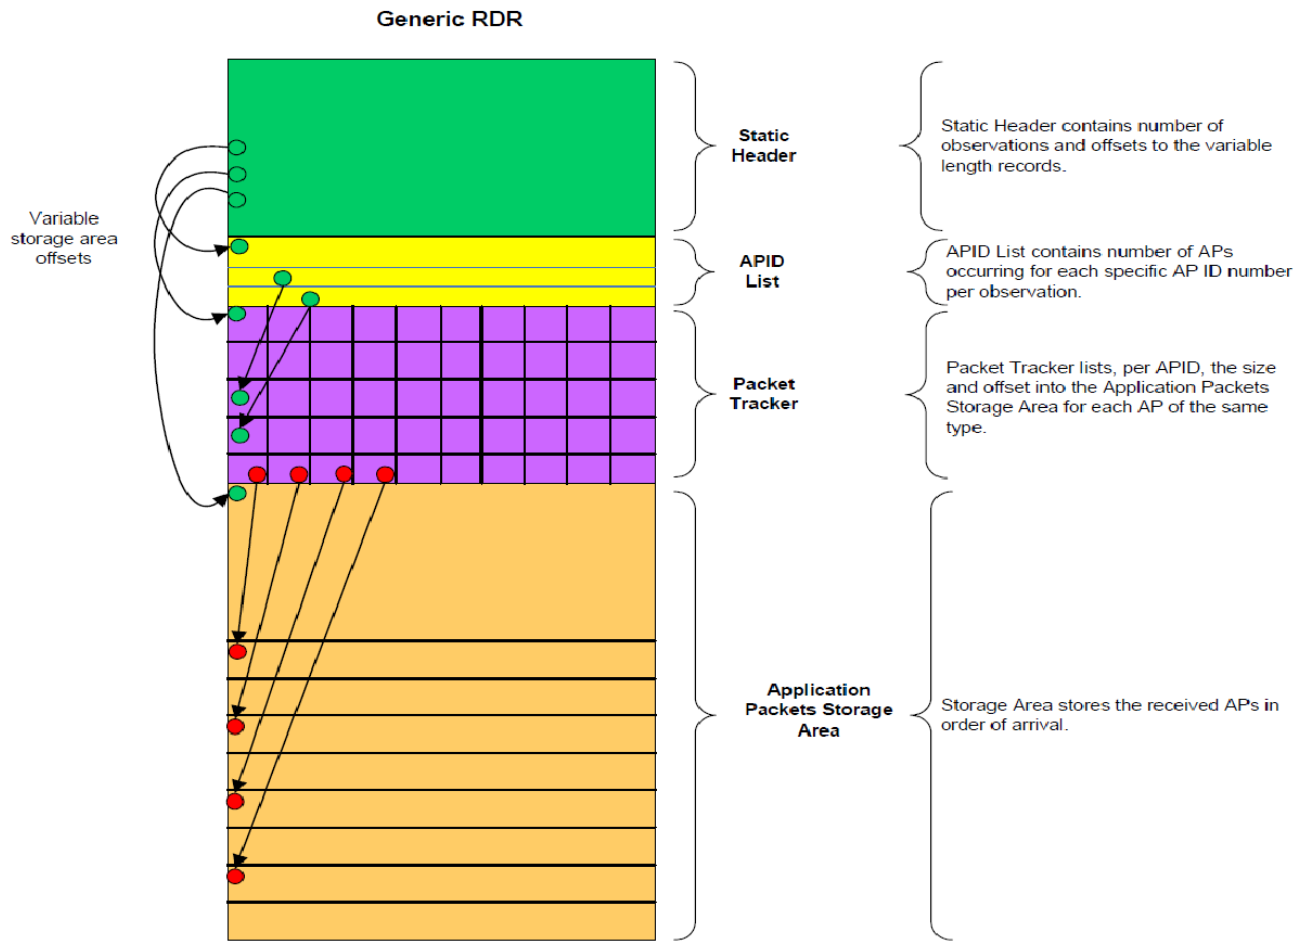 Generic RDR
Static
Header
Static Header contains number of
observations and offsets to the variable
length records.
Variable
storage area
offsets
APID
List
APID List contains number of APs
occurring for each specific AP ID number
per observation.
Packet
Tracker
Packet Tracker lists, per APID, the size
and offset into the Application Packets
Storage Area for each AP of the same
type.
Application
Packets Storage
Area
Storage Area stores the received APs in
order of arrival.